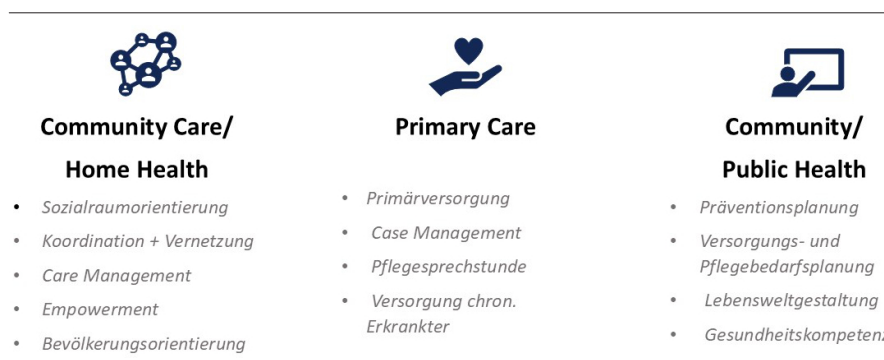 Community Care/
Home Health
• Sozialraumorientierung
• Koordination + Vernetzung
• Care Management
• Empowerment
• Bevölkerungsorientierung
Primary Care
• Primärversorgung
• Case Management
• Pflegesprechstunde
• Versorgung chron.
Erkrankter
Community/
Public Health
• Präventionsplanung
• Versorgungs- und
Pflegebedarfsplanung
• Lebensweltgestaltung
• Gesundheitskompetenz